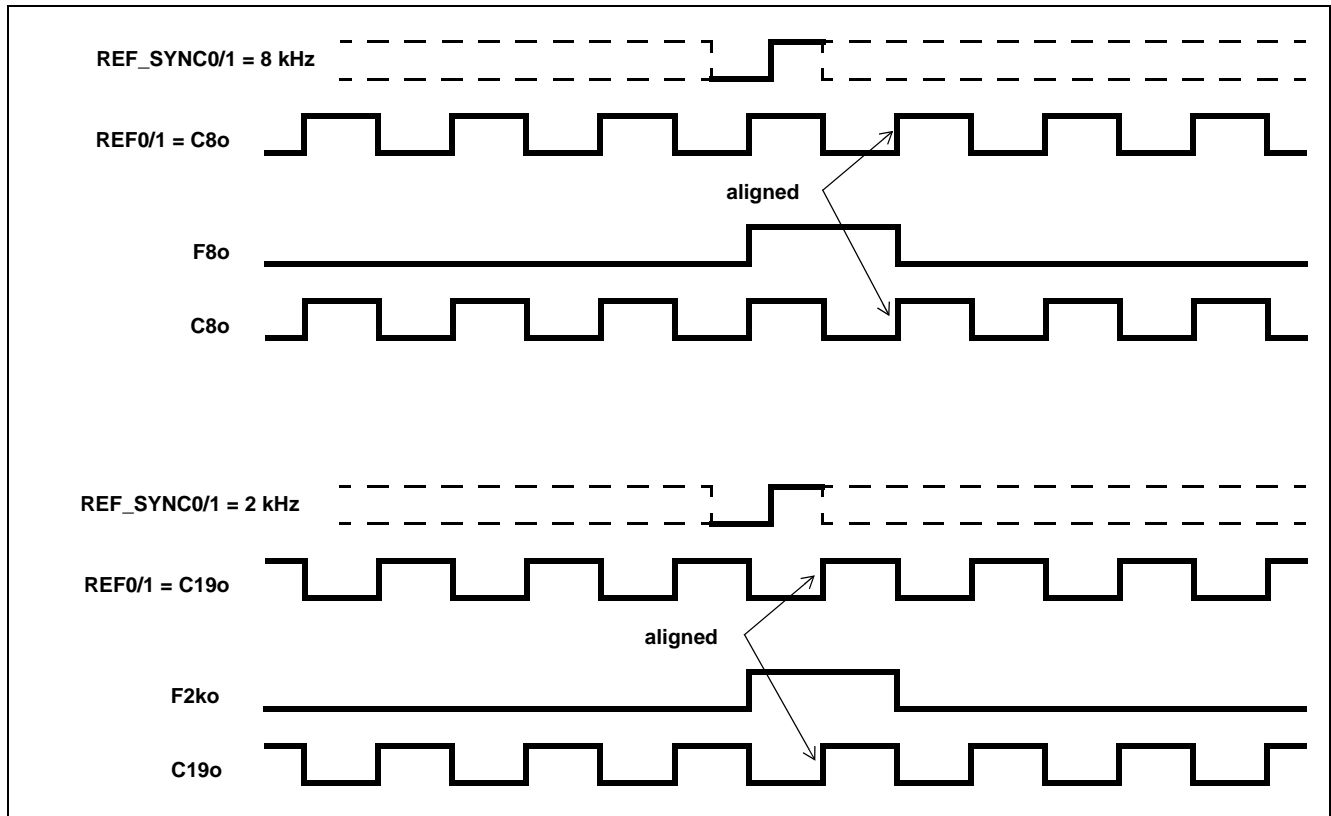 REF_SYNC0/1 = 8 kHz
REF0/1 = C8o
aligned
F8o
C8o
REF_SYNC0/1 = 2 kHz
REF0/1 = C19o
aligned
F2ko
C19o